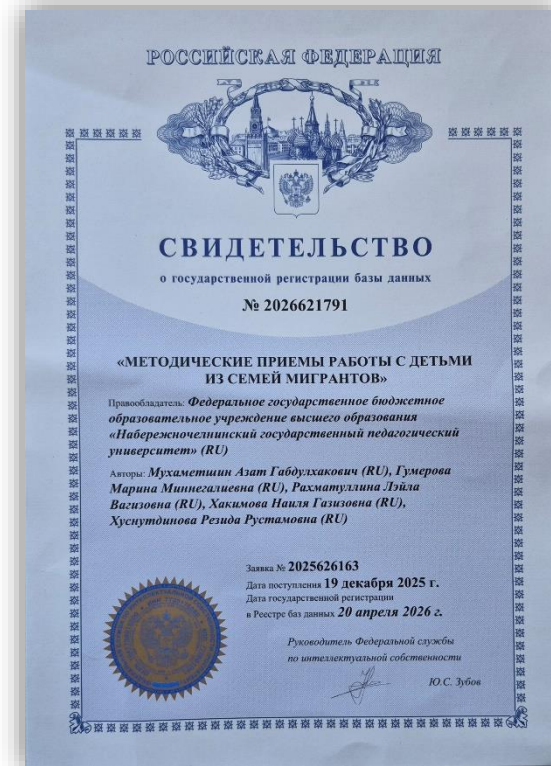 РОССИЙСКАЯ ФЕДЕРАЦИЯ
СВИДЕТЕЛЬСТВО
о государственной регистрации базы данных
№ 2026621791
«МЕТОДИЧЕСКИЕ ПРИЕМЫ РАБОТЫ С ДЕТЬМИ
ИЗ СЕМЕЙ МИГРАНТОВ»
Правообладатель: Федеральное государственное бюджетное
образовательное учреждение высшего образования
«Набережночелнинский государственный педагогический
университет» (RU)
Авторы: Мухаметшин Азат Габдулхакович (RU), Гумерова
Марина Миннегалиевна (RU), Рахматуллина Лэйла
Вагизовна (RU), Хакимова Наиля Газизовна (RU),
Хуснутдинова Резида Рустамовна (RU)
Заявка № 2025626163
Дата поступления 19 декабря 2025 г.
Дата государственной регистрации
в Реестре баз данных 20 апреля 2026 г.
Руководитель Федеральной службы
по интеллектуальной собственности
Ю.С. Зубов